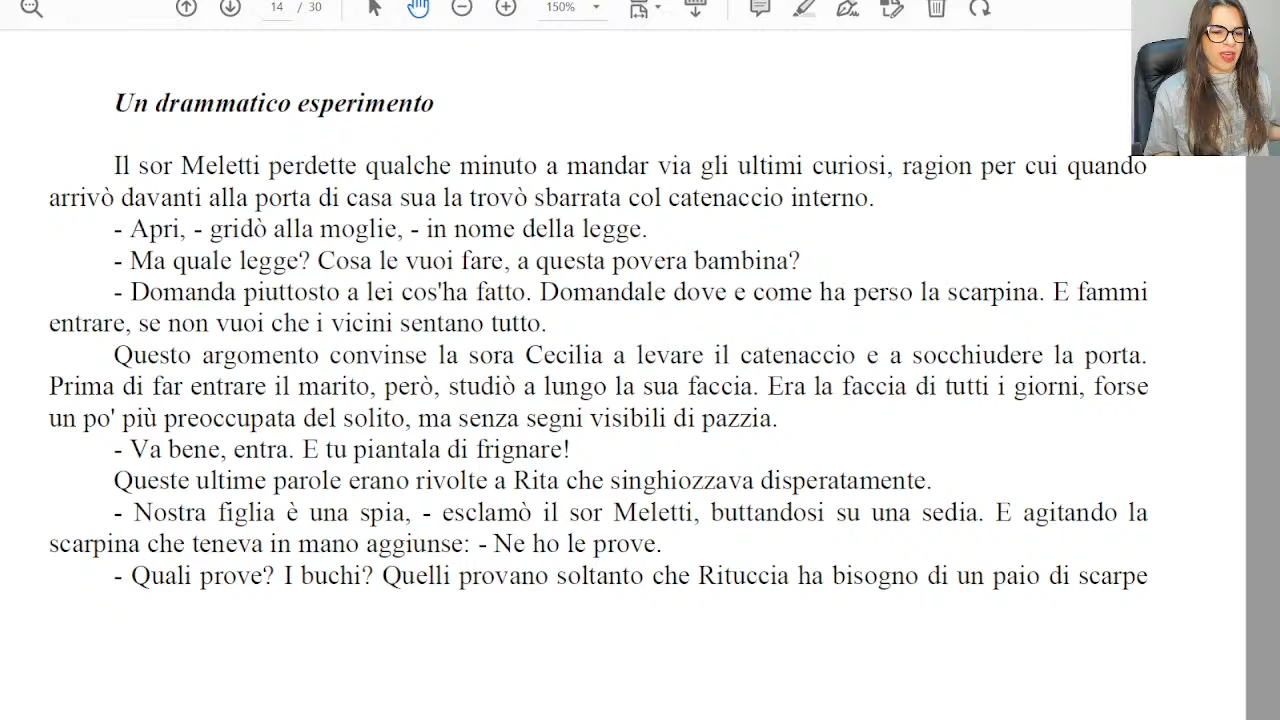 14 / 30
150%
Un drammatico esperimento
Il sor Meletti perdette qualche minuto a mandar via gli ultimi curiosi, ragion per cui quando
arrivò davanti alla porta di casa sua la trovò sbarrata col catenaccio interno.
- Apri, - gridò alla moglie, - in nome della legge.
- Ma quale legge? Cosa le vuoi fare, a questa povera bambina?
- Domanda piuttosto a lei cos'ha fatto. Domandale dove e come ha perso la scarpina. E fammi
entrare, se non vuoi che i vicini sentano tutto.
Questo argomento convinse la sora Cecilia a levare il catenaccio e a socchiudere la porta.
Prima di far entrare il marito, però, studiò a lungo la sua faccia. Era la faccia di tutti i giorni, forse
un po' più preoccupata del solito, ma senza segni visibili di pazzia.
- Va bene, entra. E tu piantala di frignare!
Queste ultime parole erano rivolte a Rita che singhiozzava disperatamente.
- Nostra figlia è una spia, - esclamò il sor Meletti, buttandosi su una sedia. E agitando la
scarpina che teneva in mano aggiunse: - Ne ho le prove.
- Quali prove? I buchi? Quelli provano soltanto che Rituccia ha bisogno di un paio di scarpe